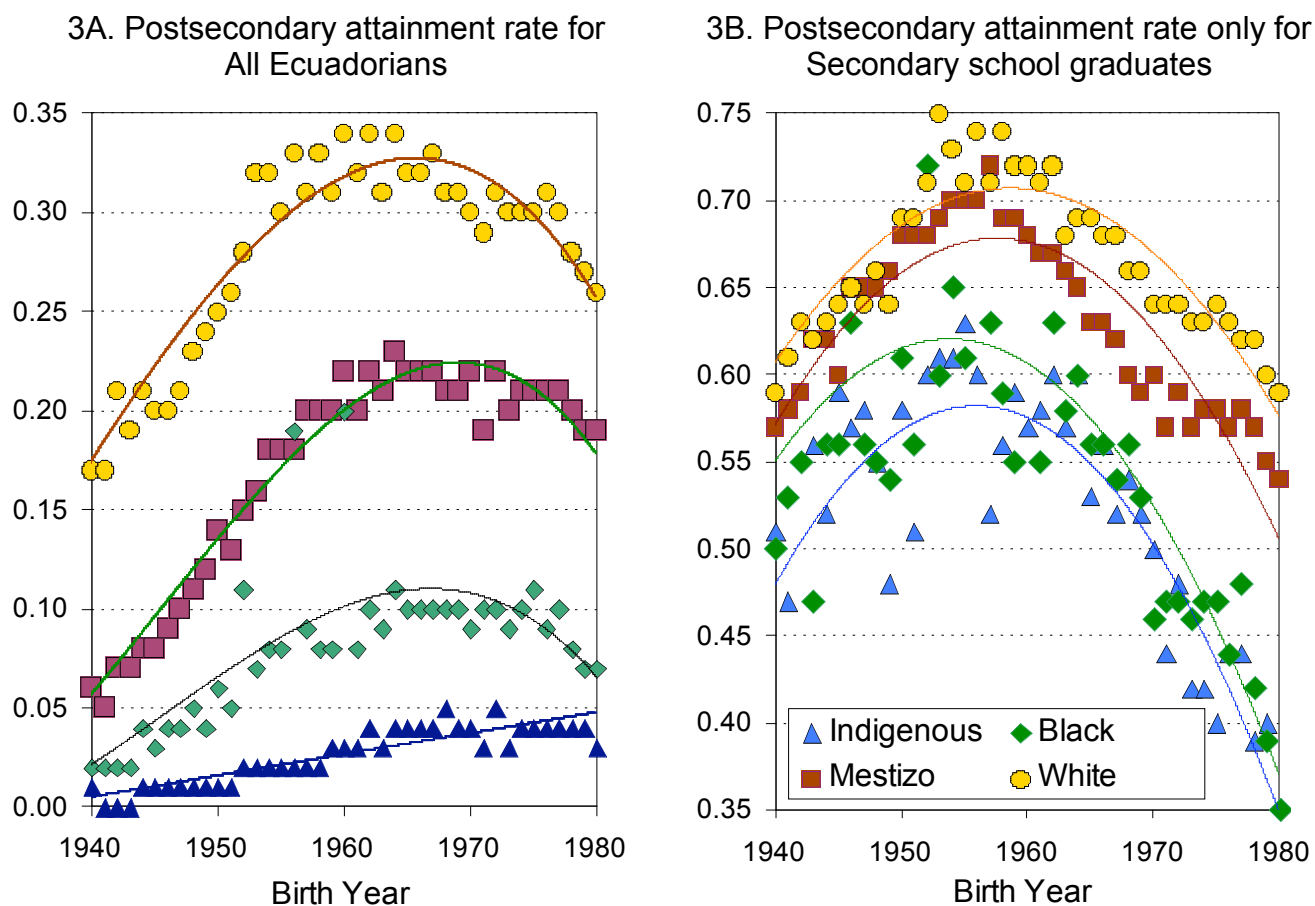 3A. Postsecondary attainment rate for
All Ecuadorians
0.35
0.30
0.25
0.20
0.15
0.10
0.05
0.00
1940 1950 1960 1970 1980
Birth Year
3B. Postsecondary attainment rate only for
Secondary school graduates
0.75
0.70
0.65
0.60
0.55
0.50
0.45
0.40
0.35
Indigenous Black
Mestizo White
1940 1950 1960 1970 1980
Birth Year